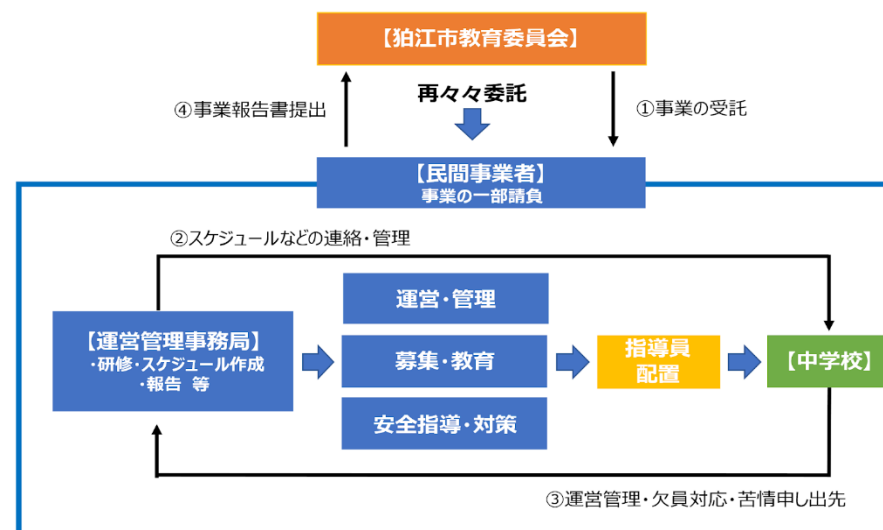 【狛江市教育委員会】
再々々委託
④事業報告書提出
①事業の受託
【民間事業者】
事業の一部請負
②スケジュールなどの連絡・管理
【運営管理事務局】
・研修・スケジュール作成
・報告 等
運営・管理
募集・教育
安全指導・対策
指導員
配置
【中学校】
③運営管理・欠員対応・苦情申し出先